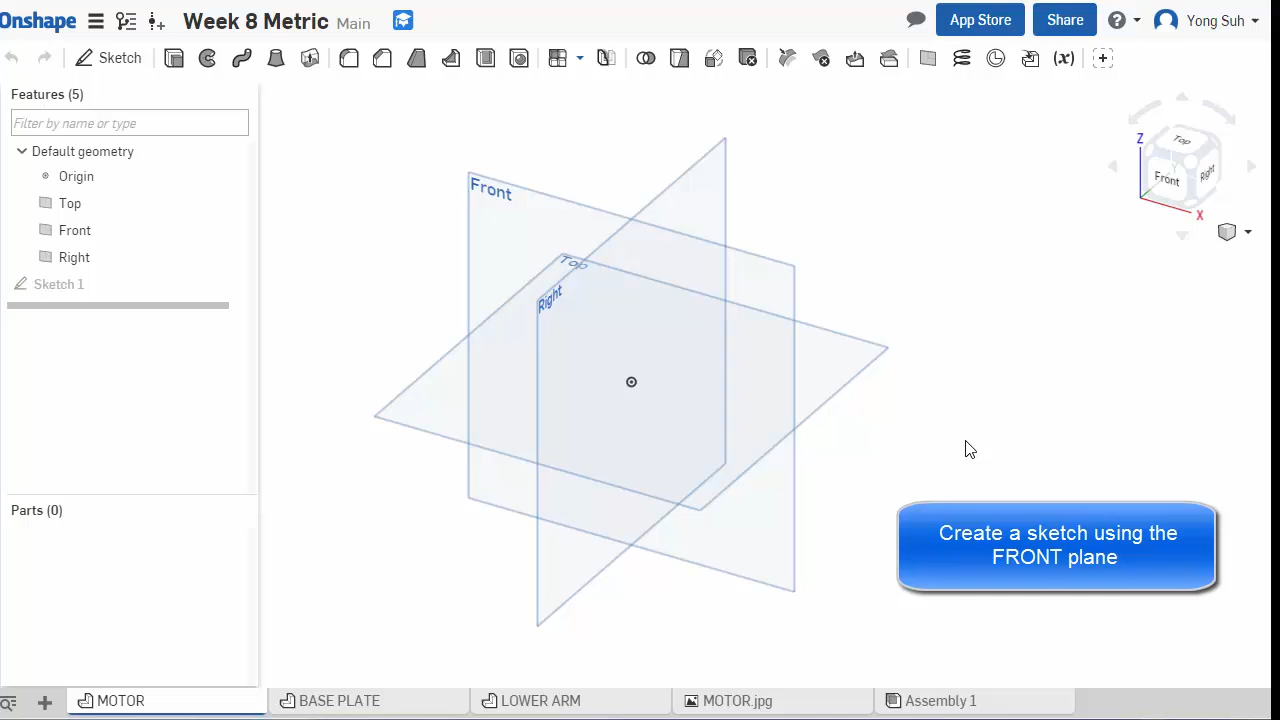 Onshape
Week 8 Metric Main
App Store
Share
Yong Suh
Sketch
(x)
Features (5)
Filter by name or type
Default geometry
Origin
Top
Front
Right
Sketch 1
Parts (0)
Front
Top
Right
Z
Top
Front
Right
X
Create a sketch using the
FRONT plane
MOTOR
BASE PLATE
LOWER ARM
MOTOR.jpg
Assembly 1